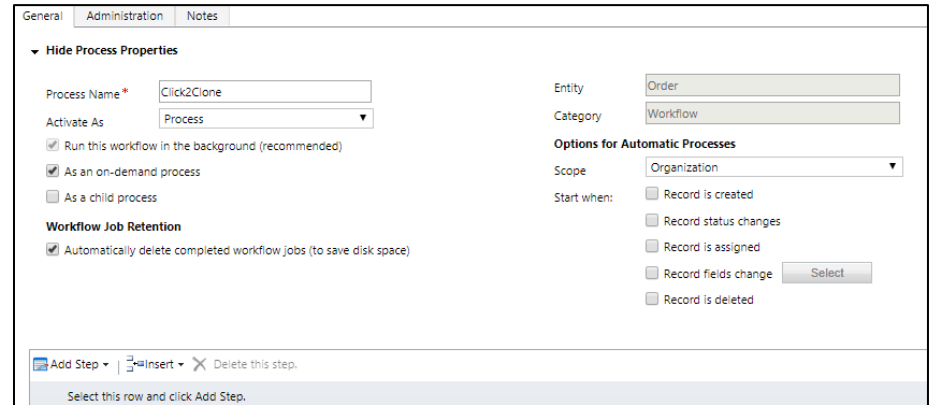 General Administration Notes
Hide Process Properties
Process Name*
Click2Clone
Activate As
Process
Run this workflow in the background (recommended)
As an on-demand process
As a child process
Workflow Job Retention
Automatically delete completed workflow jobs (to save disk space)
Entity
Order
Category
Workflow
Options for Automatic Processes
Scope
Organization
Start when:
Record is created
Record status changes
Record is assigned
Record fields change
Select
Record is deleted
Add Step Insert Delete this step.
Select this row and click Add Step.